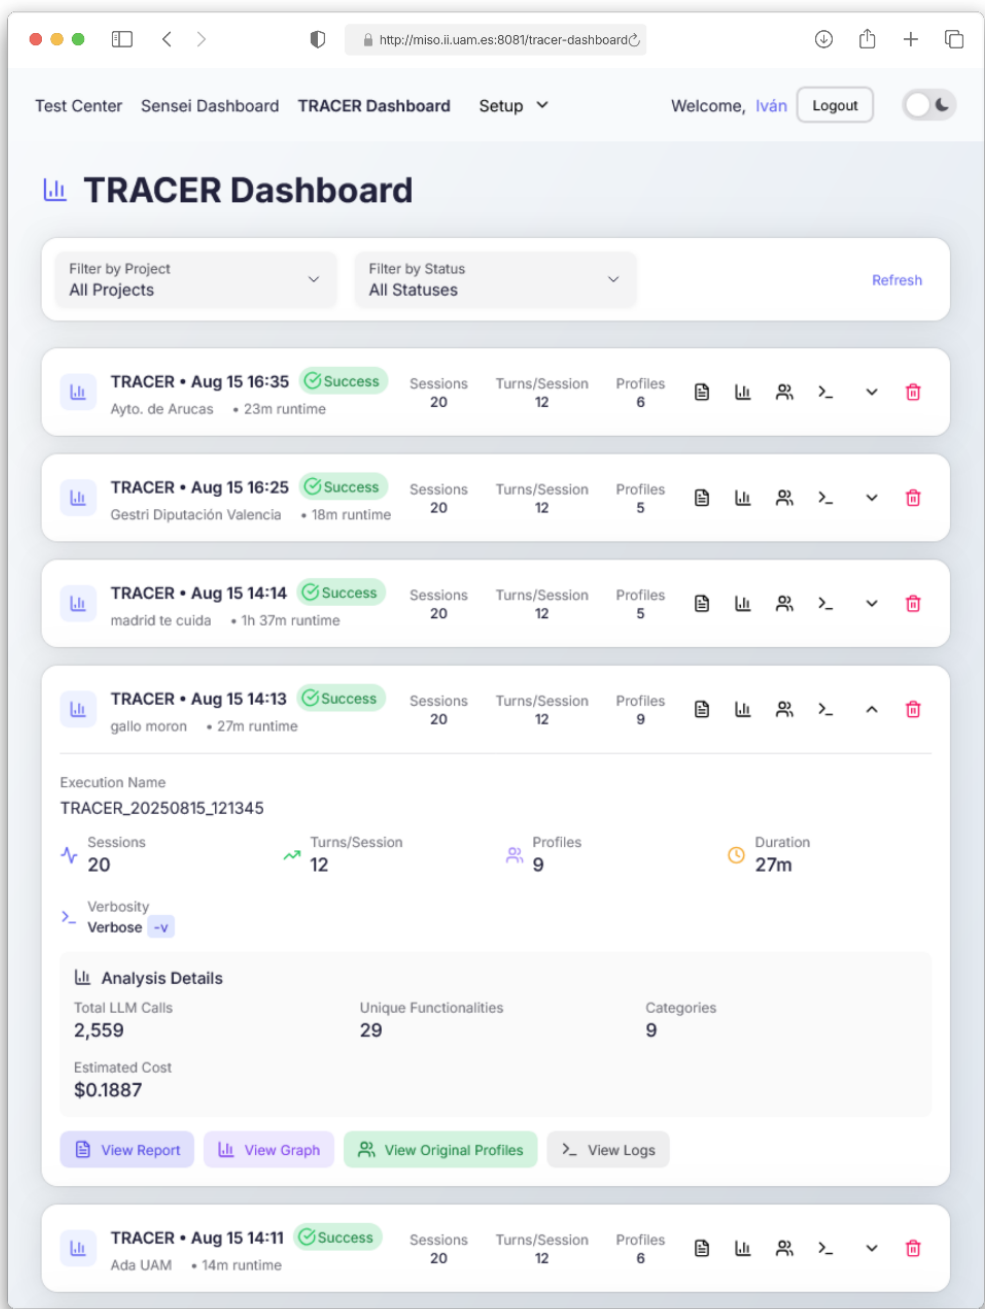 http://miso.ii.uam.es:8081/tracer-dashboard
Test Center Sensei Dashboard TRACER Dashboard Setup Welcome, Iván Logout
TRACER Dashboard
Filter by Project
All Projects
Filter by Status
All Statuses
Refresh
TRACER • Aug 15 16:35 Success
Ayto. de Arucas • 23m runtime
Sessions
20
Turns/Session
12
Profiles
6
TRACER • Aug 15 16:25 Success
Gestri Diputación Valencia • 18m runtime
Sessions
20
Turns/Session
12
Profiles
5
TRACER • Aug 15 14:14 Success
madrid te cuida • 1h 37m runtime
Sessions
20
Turns/Session
12
Profiles
5
TRACER • Aug 15 14:13 Success
gallo moron • 27m runtime
Sessions
20
Turns/Session
12
Profiles
9
Execution Name
TRACER_20250815_121345
Sessions
20
Turns/Session
12
Profiles
9
Duration
27m
Verbosity
Verbose -v
Analysis Details
Total LLM Calls
2,559
Unique Functionalities
29
Categories
9
Estimated Cost
$0.1887
View Report View Graph View Original Profiles View Logs
TRACER • Aug 15 14:11 Success
Ada UAM • 14m runtime
Sessions
20
Turns/Session
12
Profiles
6